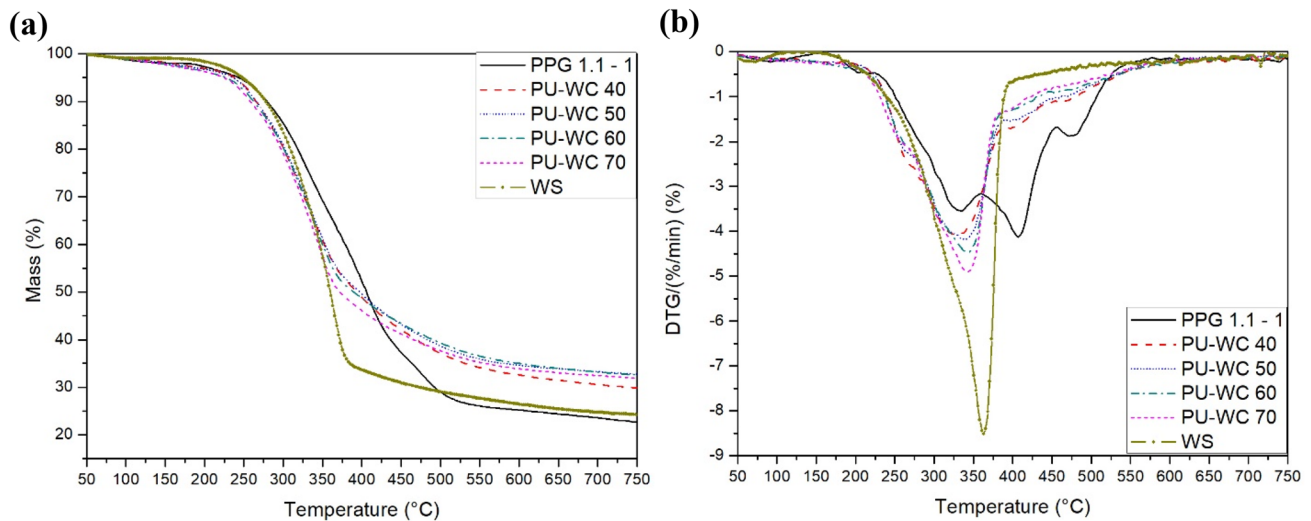 (a)
100
90
80
70
60
50
40
30
20
Mass (%)
50 100 150 200 250 300 350 400 450 500 550 600 650 700 750
Temperature (°C)
PPG 1.1 - 1
PU-WC 40
PU-WC 50
PU-WC 60
PU-WC 70
WS
(b)
0
-1
-2
-3
-4
-5
-6
-7
-8
-9
DTG/(%/min) (%)
50 100 150 200 250 300 350 400 450 500 550 600 650 700 750
Temperature (°C)
PPG 1.1 - 1
PU-WC 40
PU-WC 50
PU-WC 60
PU-WC 70
WS